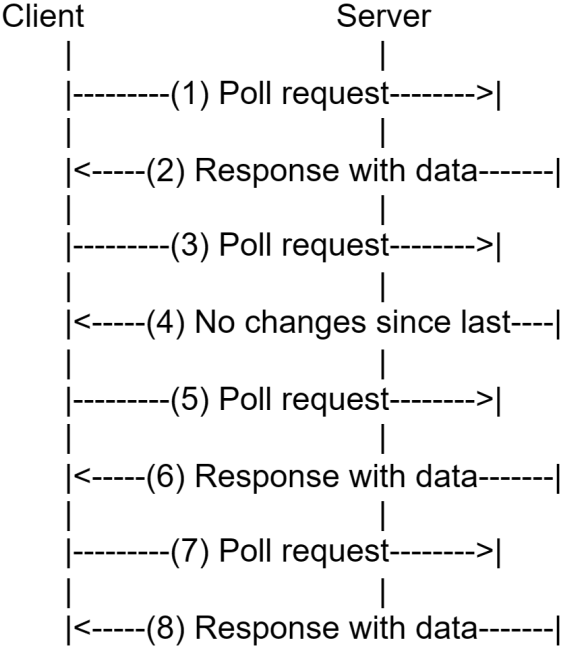 Client Server
| |
|---------(1) Poll request-------->|
| |
|<-----(2) Response with data-------|
| |
|---------(3) Poll request-------->|
| |
|<-----(4) No changes since last----|
| |
|---------(5) Poll request-------->|
| |
|<-----(6) Response with data-------|
| |
|---------(7) Poll request-------->|
| |
|<-----(8) Response with data-------|